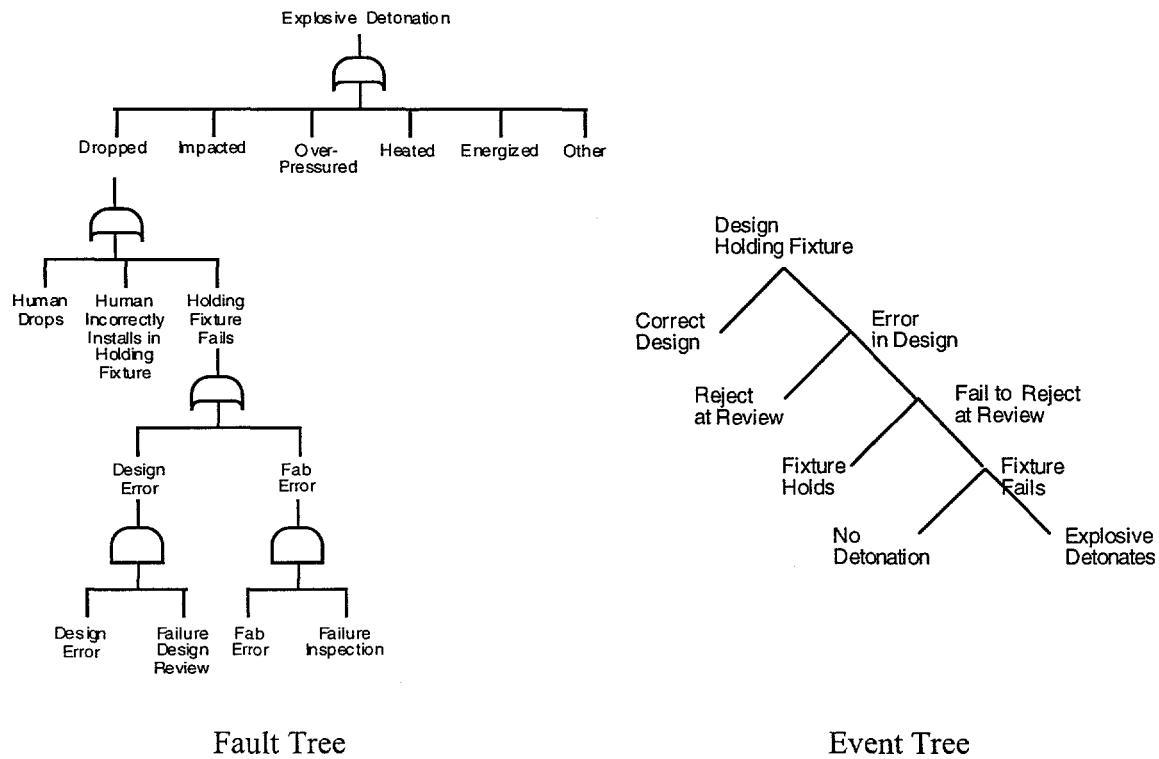 Explosive Detonation
Dropped
Impacted
Over-
Pressured
Heated
Energized
Other
Human
Drops
Human
Incorrectly
Installs in
Holding
Fixture
Holding
Fixture
Fails
Design
Error
Fab
Error
Design
Error
Failure
Design
Review
Fab
Error
Failure
Inspection
Fault Tree
Design
Holding Fixture
Correct
Design
Error
in Design
Reject
at Review
Fail to Reject
at Review
Fixture
Holds
Fixture
Fails
No
Detonation
Explosive
Detonates
Event Tree